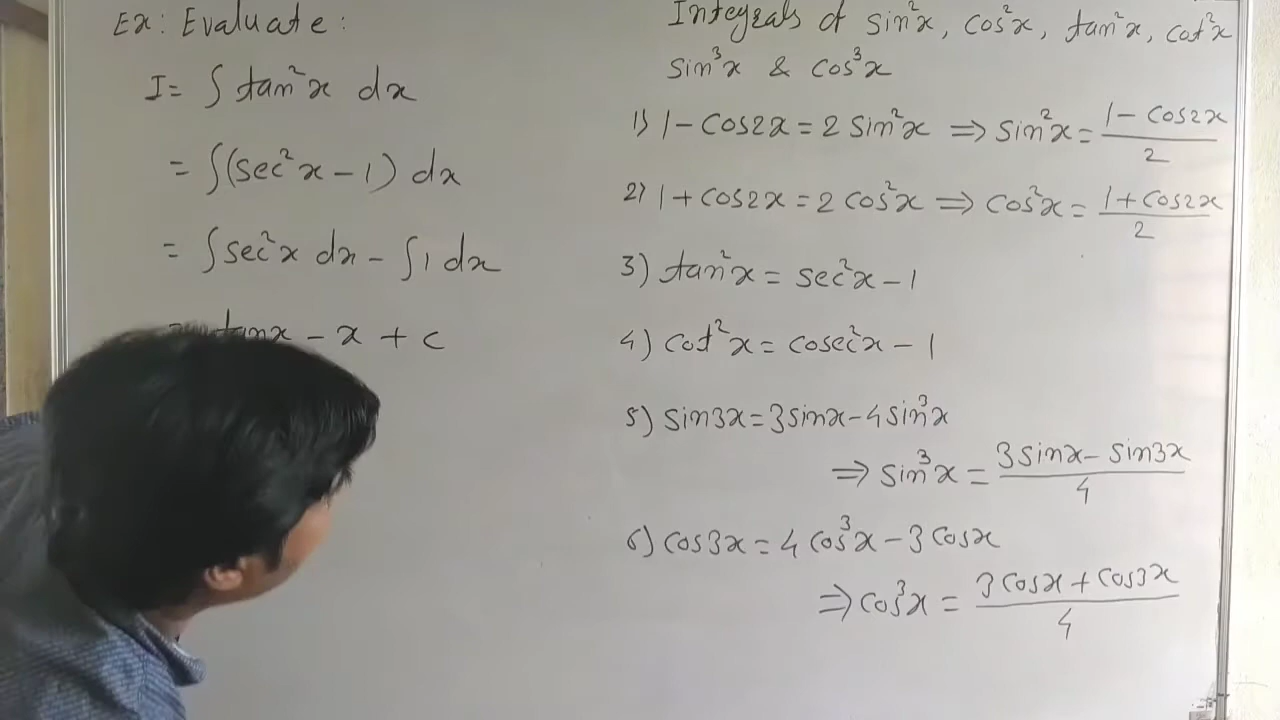 Ex: Evaluate:
I = ∫ tan²x dx
= ∫(sec²x − 1) dx
= ∫ sec²x dx − ∫1 dx
= tanx − x + c
Integrals of sin²x, cos²x, tan²x, cot²x
sin³x & cos³x
1) 1 − cos2x = 2 sin²x ⇒ sin²x = (1 − cos2x)/2
2) 1 + cos2x = 2 cos²x ⇒ cos²x = (1 + cos2x)/2
3) tan²x = sec²x − 1
4) cot²x = cosec²x − 1
5) sin3x = 3sinx − 4sin³x
⇒ sin³x = (3sinx − sin3x)/4
6) cos3x = 4cos³x − 3cosx
⇒ cos³x = (3cosx + cos3x)/4